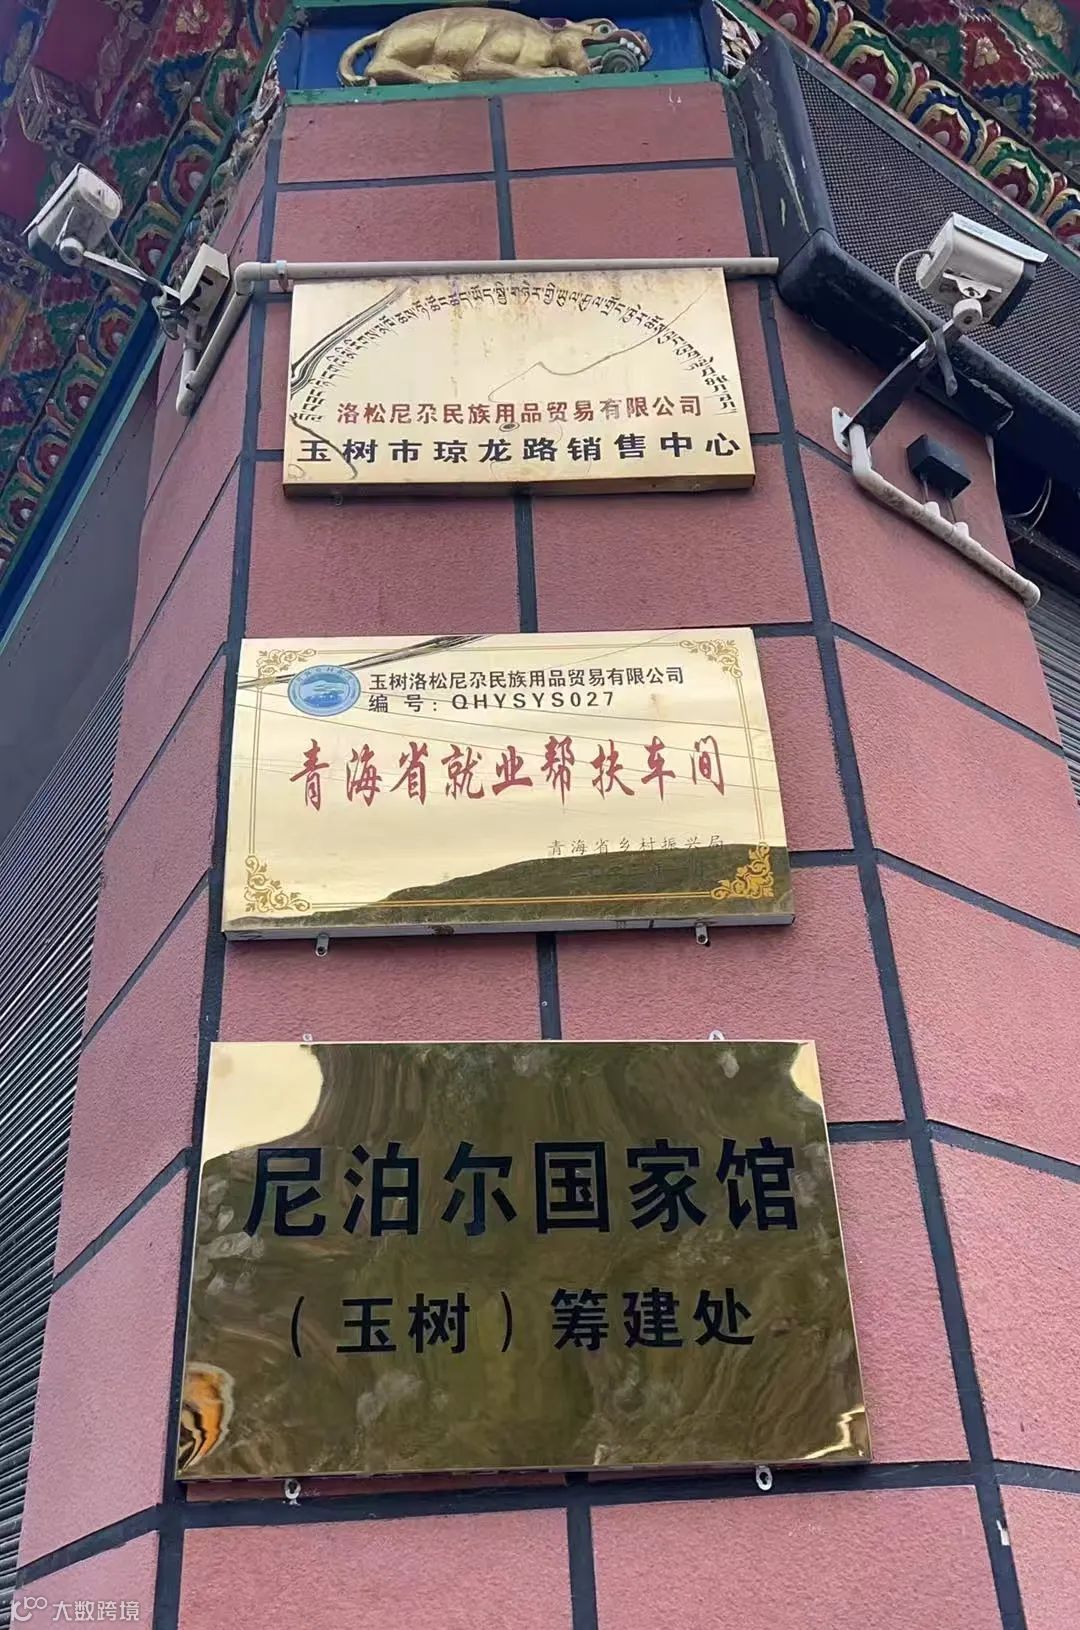 洛松尼尕民族用品贸易有限公司
玉树市琼龙路销售中心
玉树洛松尼尕民族用品贸易有限公司
编 号：QHYSYS027
青海省就业帮扶车间
青海省乡村振兴局
尼泊尔国家馆
（玉树）筹建处
大数跨境